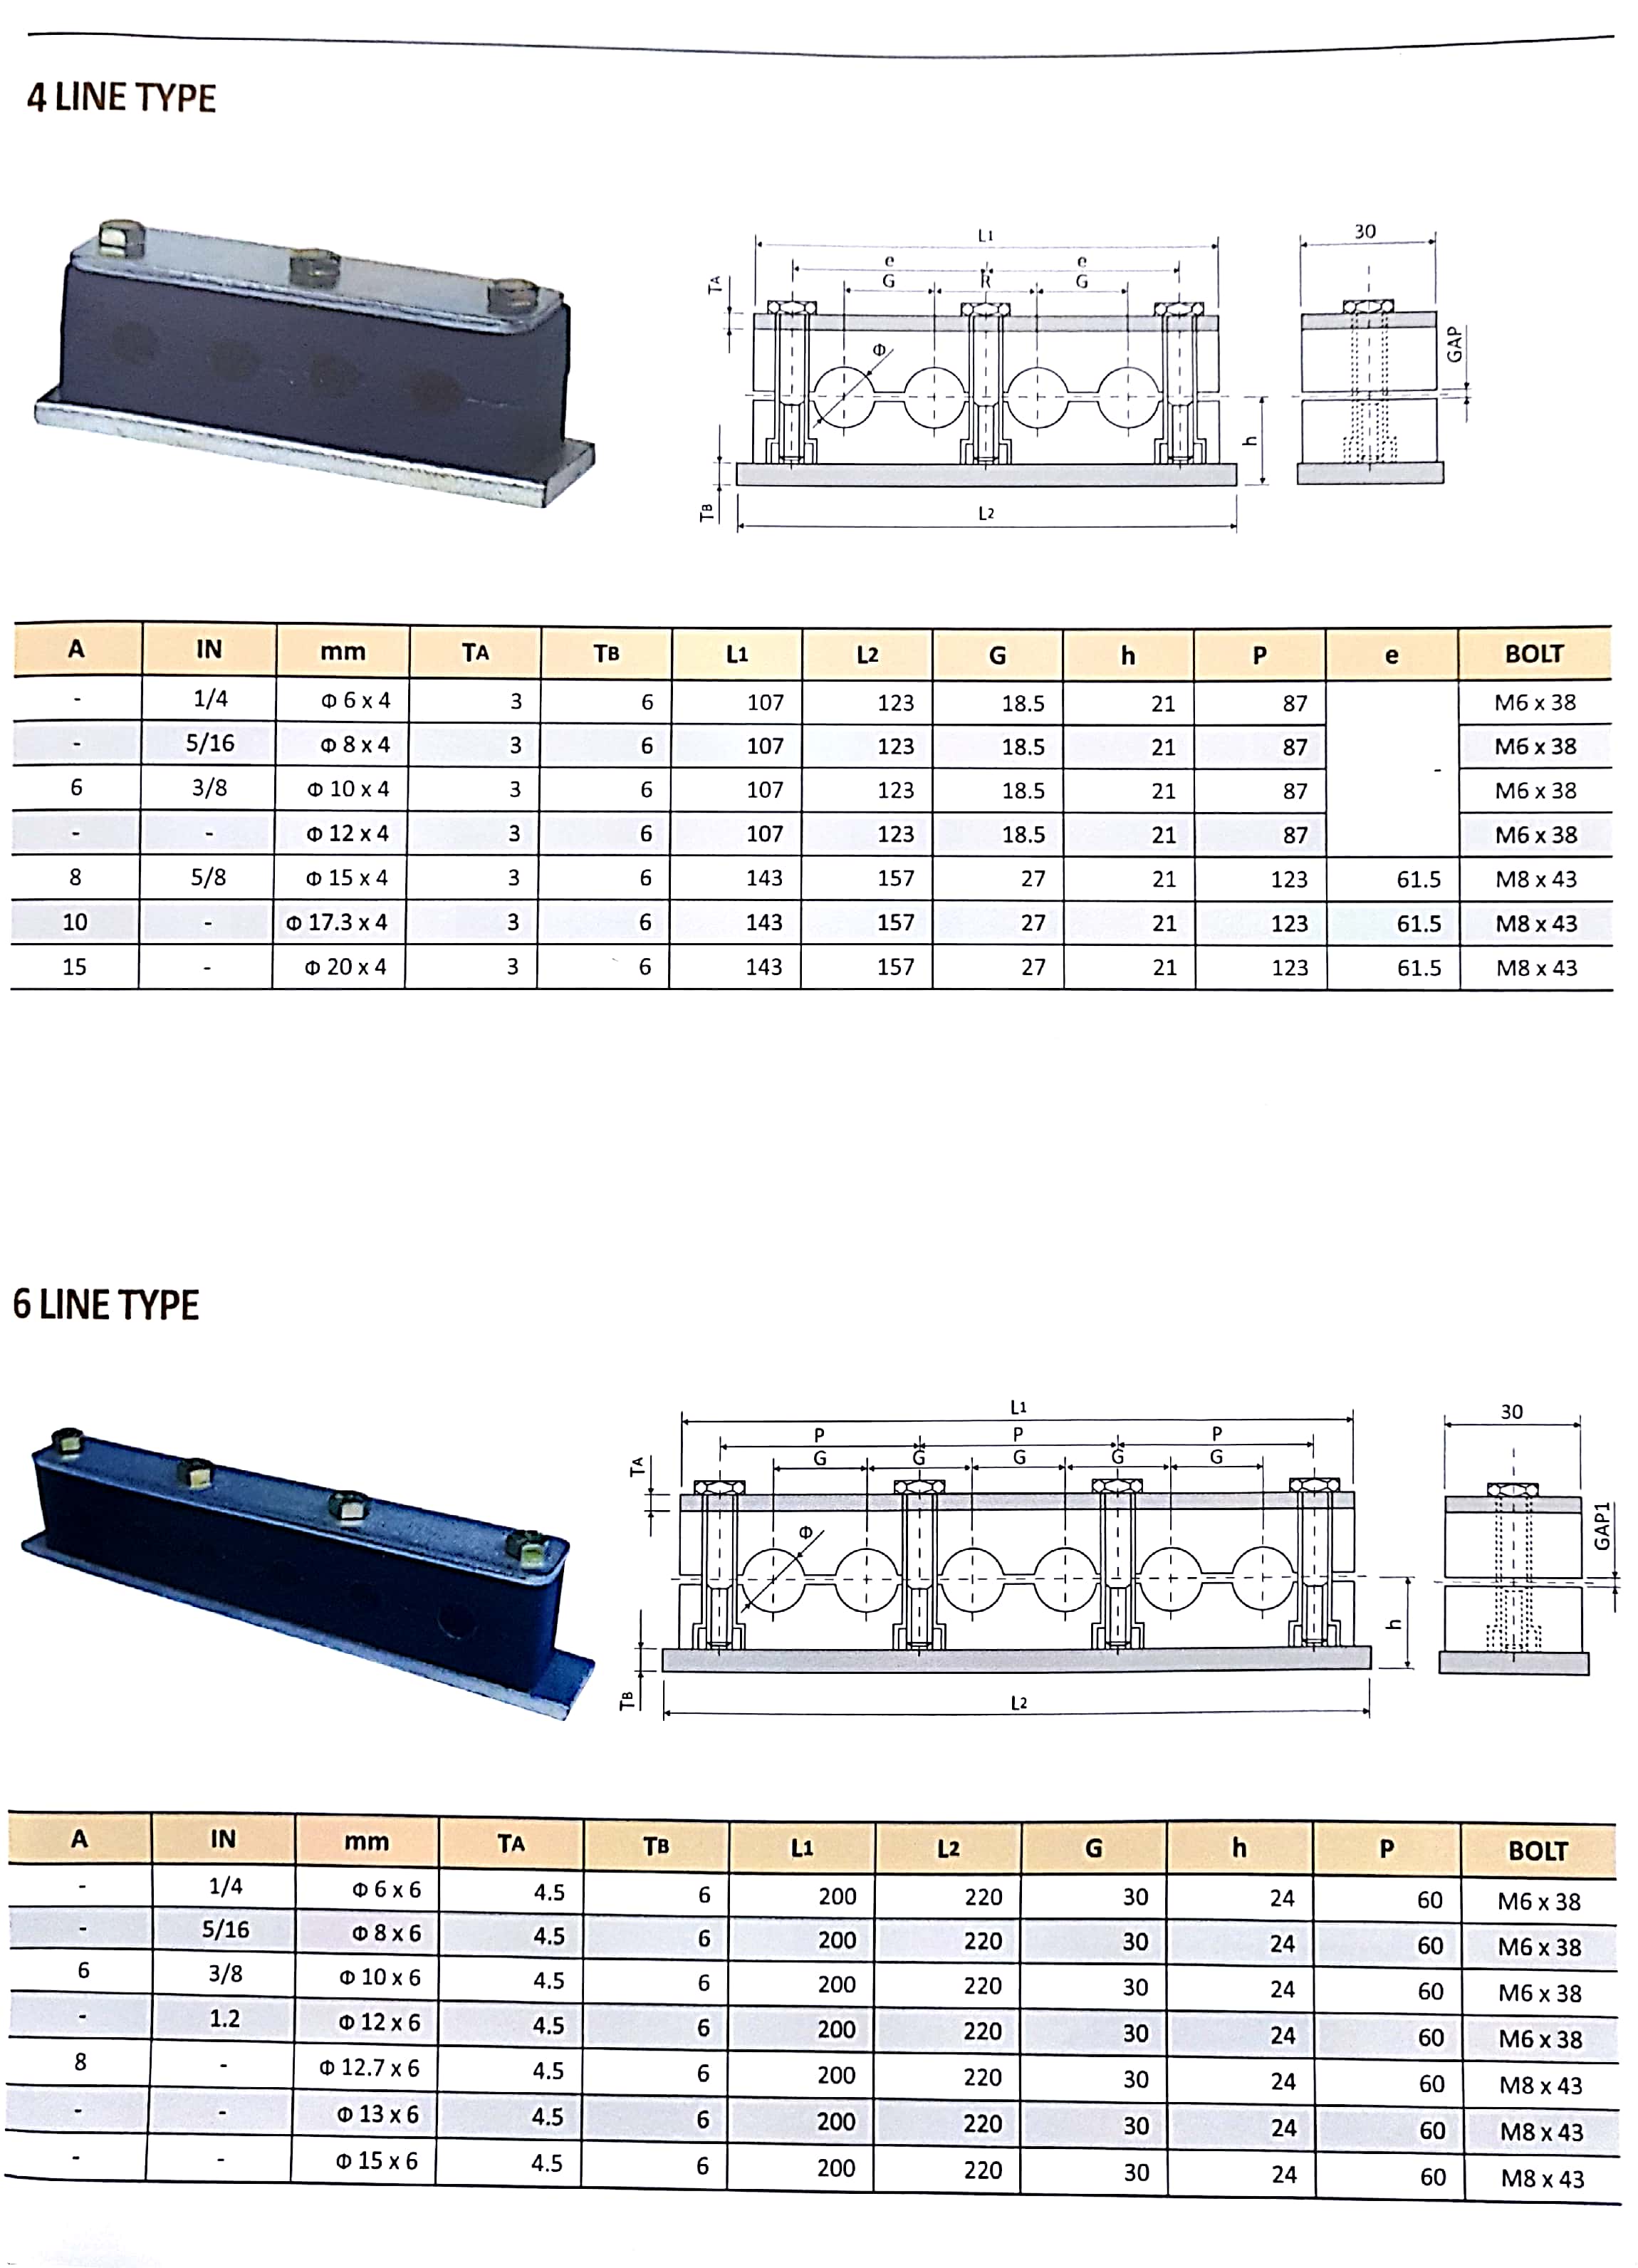 4 LINE TYPE
L1
30
e e
G R G
TA
Φ
GAP
h
TB
L2
A IN mm TA TB L1 L2 G h P e BOLT
- 1/4 Φ 6 x 4 3 6 107 123 18.5 21 87 - M6 x 38
- 5/16 Φ 8 x 4 3 6 107 123 18.5 21 87 M6 x 38
6 3/8 Φ 10 x 4 3 6 107 123 18.5 21 87 M6 x 38
- - Φ 12 x 4 3 6 107 123 18.5 21 87 M6 x 38
8 5/8 Φ 15 x 4 3 6 143 157 27 21 123 61.5 M8 x 43
10 - Φ 17.3 x 4 3 6 143 157 27 21 123 61.5 M8 x 43
15 - Φ 20 x 4 3 6 143 157 27 21 123 61.5 M8 x 43
6 LINE TYPE
L1
30
P P P
G G G G G
TA
Φ
GAP1
h
TB
L2
A IN mm TA TB L1 L2 G h P BOLT
- 1/4 Φ 6 x 6 4.5 6 200 220 30 24 60 M6 x 38
- 5/16 Φ 8 x 6 4.5 6 200 220 30 24 60 M6 x 38
6 3/8 Φ 10 x 6 4.5 6 200 220 30 24 60 M6 x 38
- 1.2 Φ 12 x 6 4.5 6 200 220 30 24 60 M6 x 38
8 - Φ 12.7 x 6 4.5 6 200 220 30 24 60 M8 x 43
- - Φ 13 x 6 4.5 6 200 220 30 24 60 M8 x 43
- - Φ 15 x 6 4.5 6 200 220 30 24 60 M8 x 43